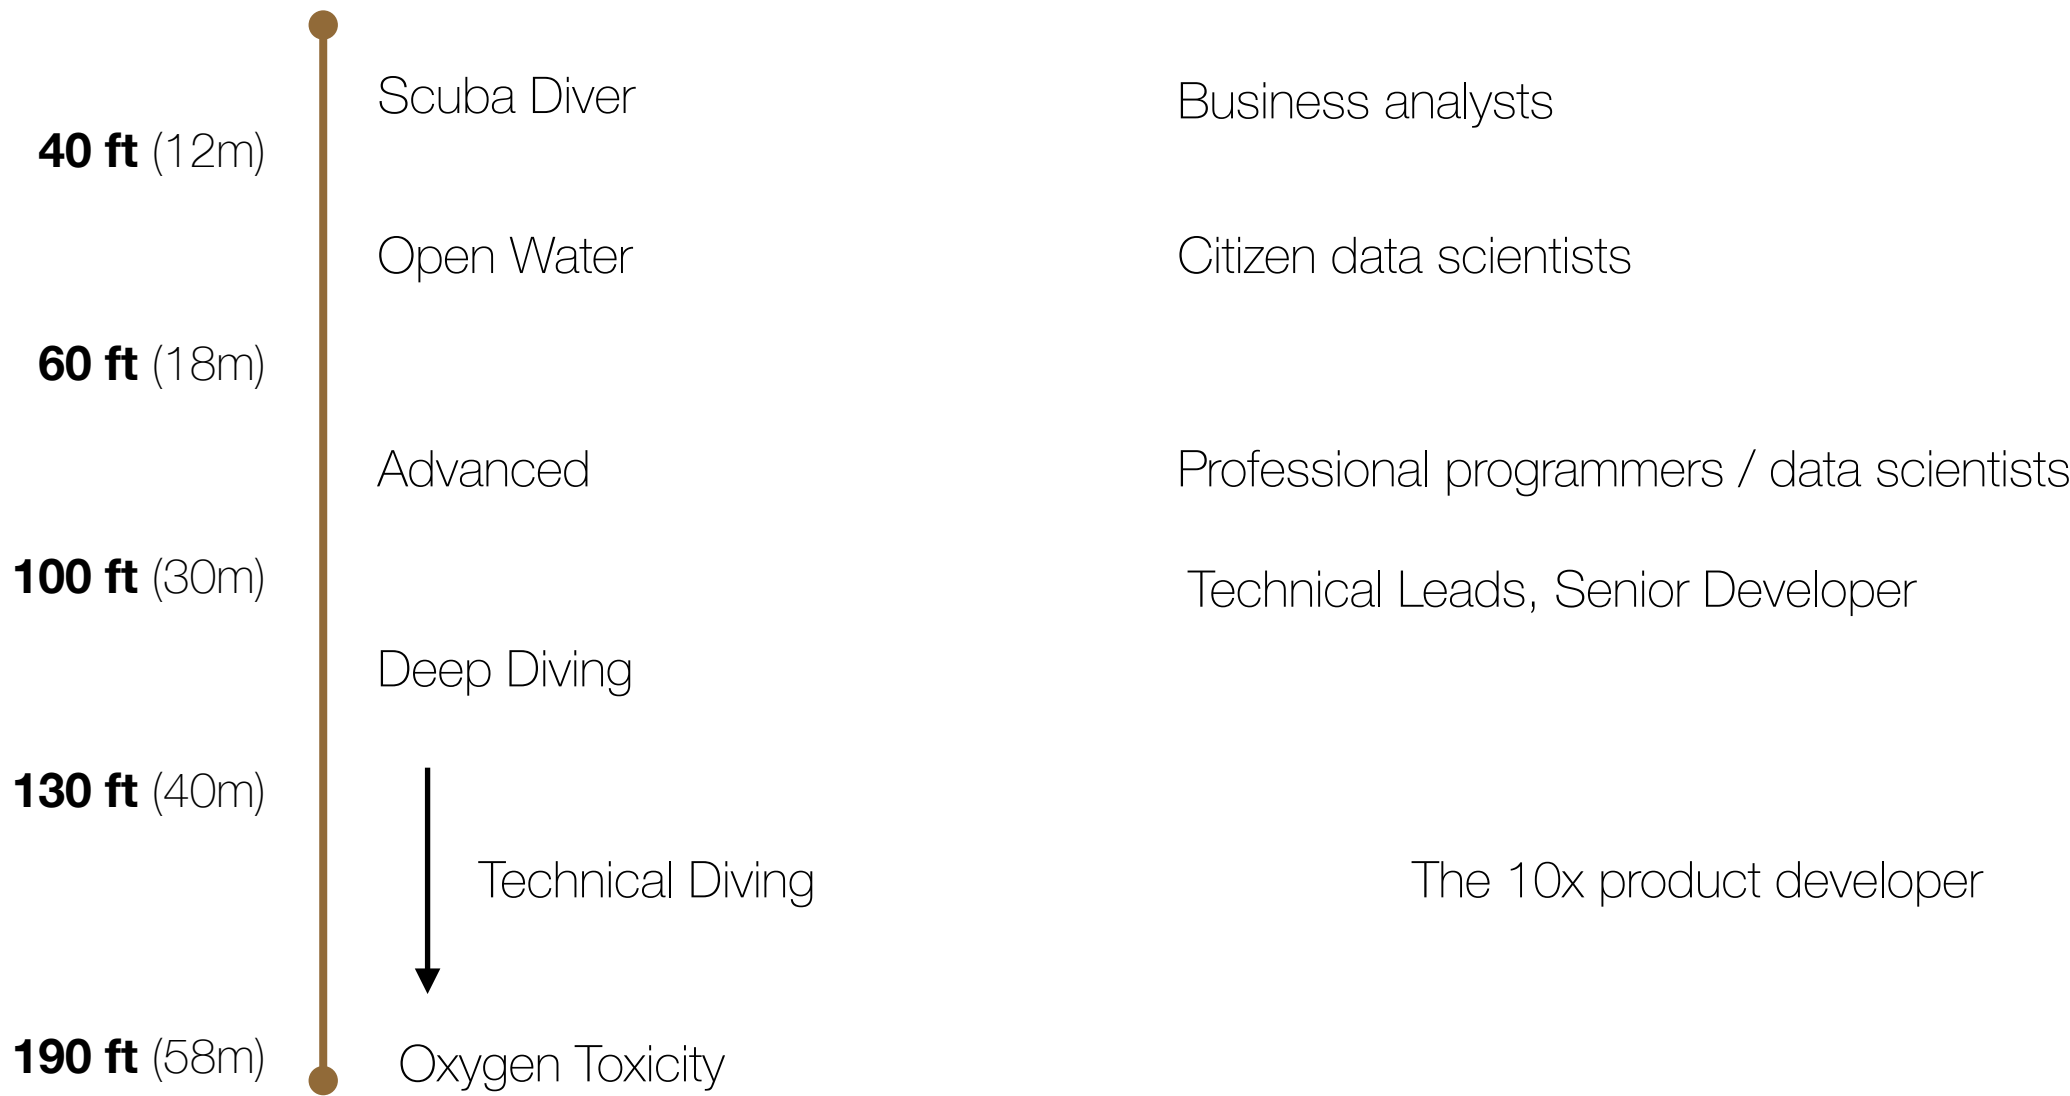 Scuba Diver
Business analysts
40 ft (12m)
Open Water
Citizen data scientists
60 ft (18m)
Advanced
Professional programmers / data scientists
100 ft (30m)
Technical Leads, Senior Developer
Deep Diving
130 ft (40m)
Technical Diving
The 10x product developer
190 ft (58m)
Oxygen Toxicity